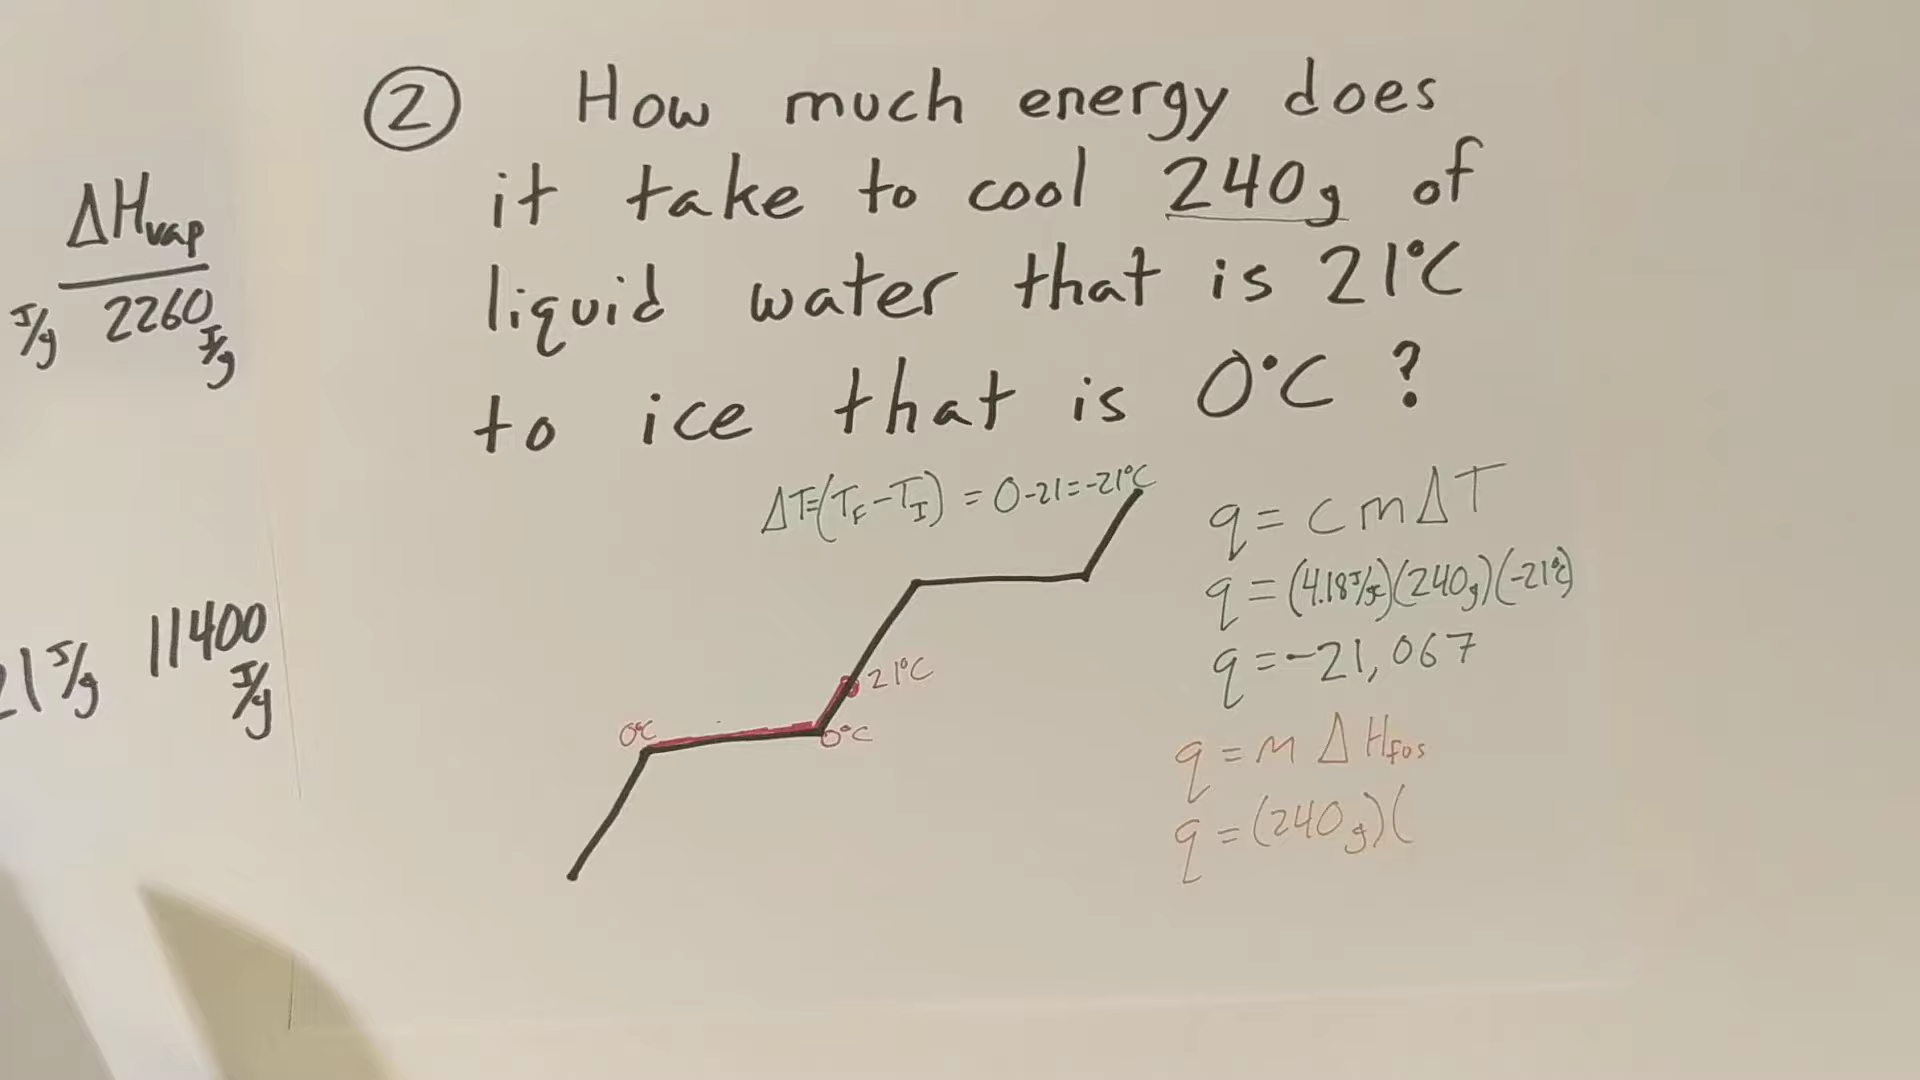 ② How much energy does
it take to cool 240g of
liquid water that is 21°C
to ice that is 0°C ?
ΔHvap
J/g 2260 J/g
21 J/g 11400 J/g
ΔT=(TF-TI) = 0-21=-21°C
21°C
0°C
0°C
q = cmΔT
q = (4.18J/g°C)(240g)(-21°C)
q = -21,067
q = m ΔHfus
q = (240g)(